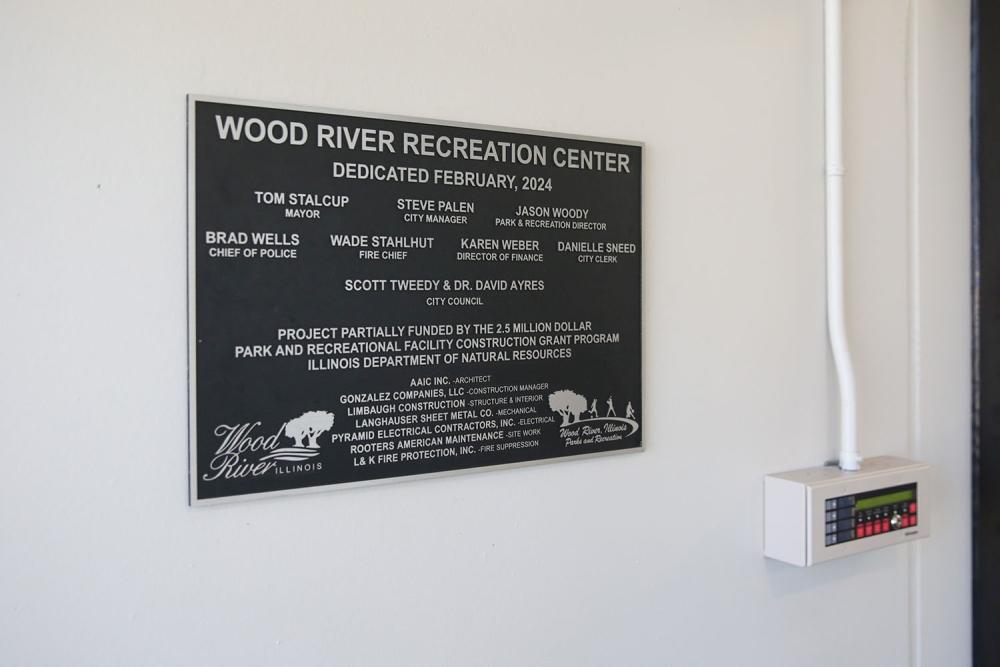 WOOD RIVER RECREATION CENTER
DEDICATED FEBRUARY, 2024
TOM STALCUP STEVE PALEN JASON WOODY
MAYOR CITY MANAGER PARK & RECREATION DIRECTOR
BRAD WELLS WADE STAHLHUT KAREN WEBER DANIELLE SNEED
CHIEF OF POLICE FIRE CHIEF DIRECTOR OF FINANCE CITY CLERK
SCOTT TWEEDY & DR. DAVID AYRES
CITY COUNCIL
PROJECT PARTIALLY FUNDED BY THE 2.5 MILLION DOLLAR
PARK AND RECREATIONAL FACILITY CONSTRUCTION GRANT PROGRAM
ILLINOIS DEPARTMENT OF NATURAL RESOURCES
AAIC INC. -ARCHITECT
GONZALEZ COMPANIES, LLC -CONSTRUCTION MANAGER
LIMBAUGH CONSTRUCTION -STRUCTURE & INTERIOR
LANGHAUSER SHEET METAL CO. -MECHANICAL
PYRAMID ELECTRICAL CONTRACTORS, INC. -ELECTRICAL
ROOTERS AMERICAN MAINTENANCE -SITE WORK
L& K FIRE PROTECTION, INC. -FIRE SUPPRESSION
Wood
River ILLINOIS
Wood River, Illinois
Parks and Recreation